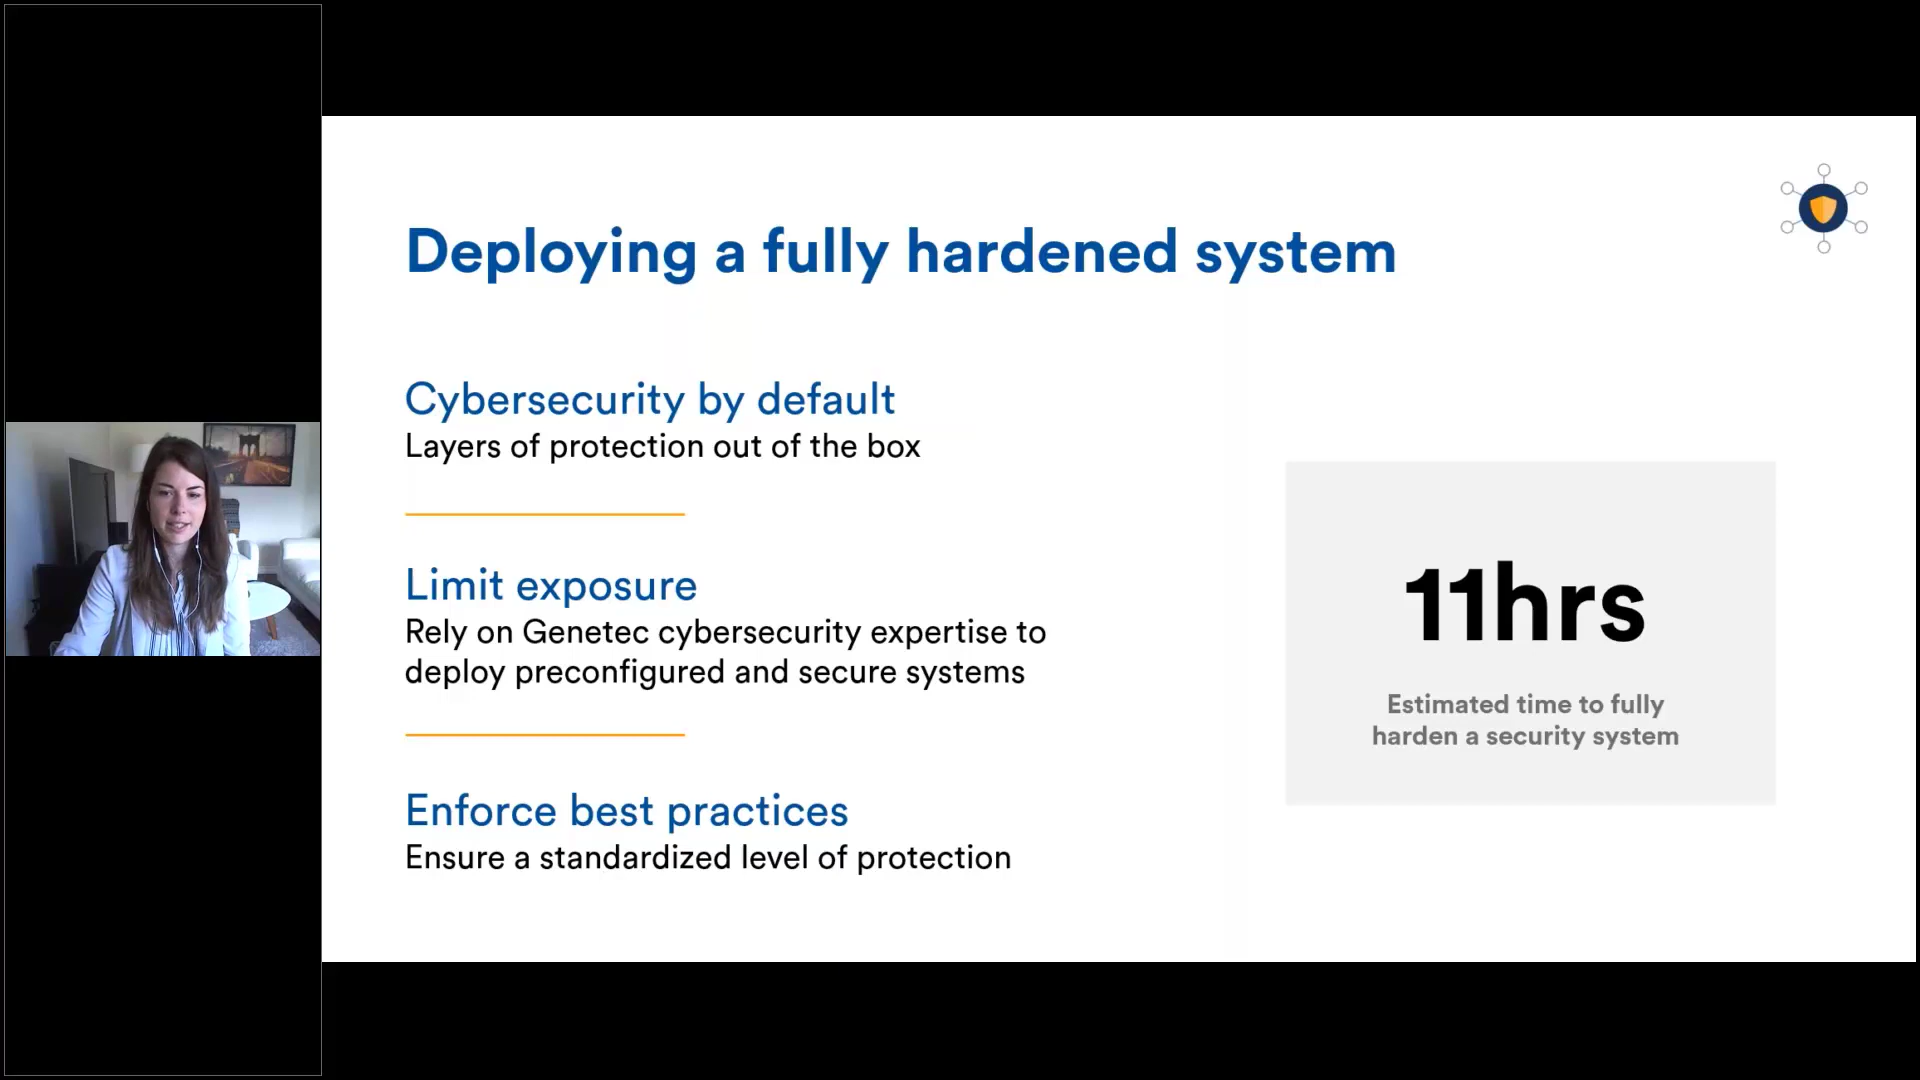 Deploying a fully hardened system
Cybersecurity by default
Layers of protection out of the box
Limit exposure
Rely on Genetec cybersecurity expertise to
deploy preconfigured and secure systems
Enforce best practices
Ensure a standardized level of protection
11hrs
Estimated time to fully
harden a security system